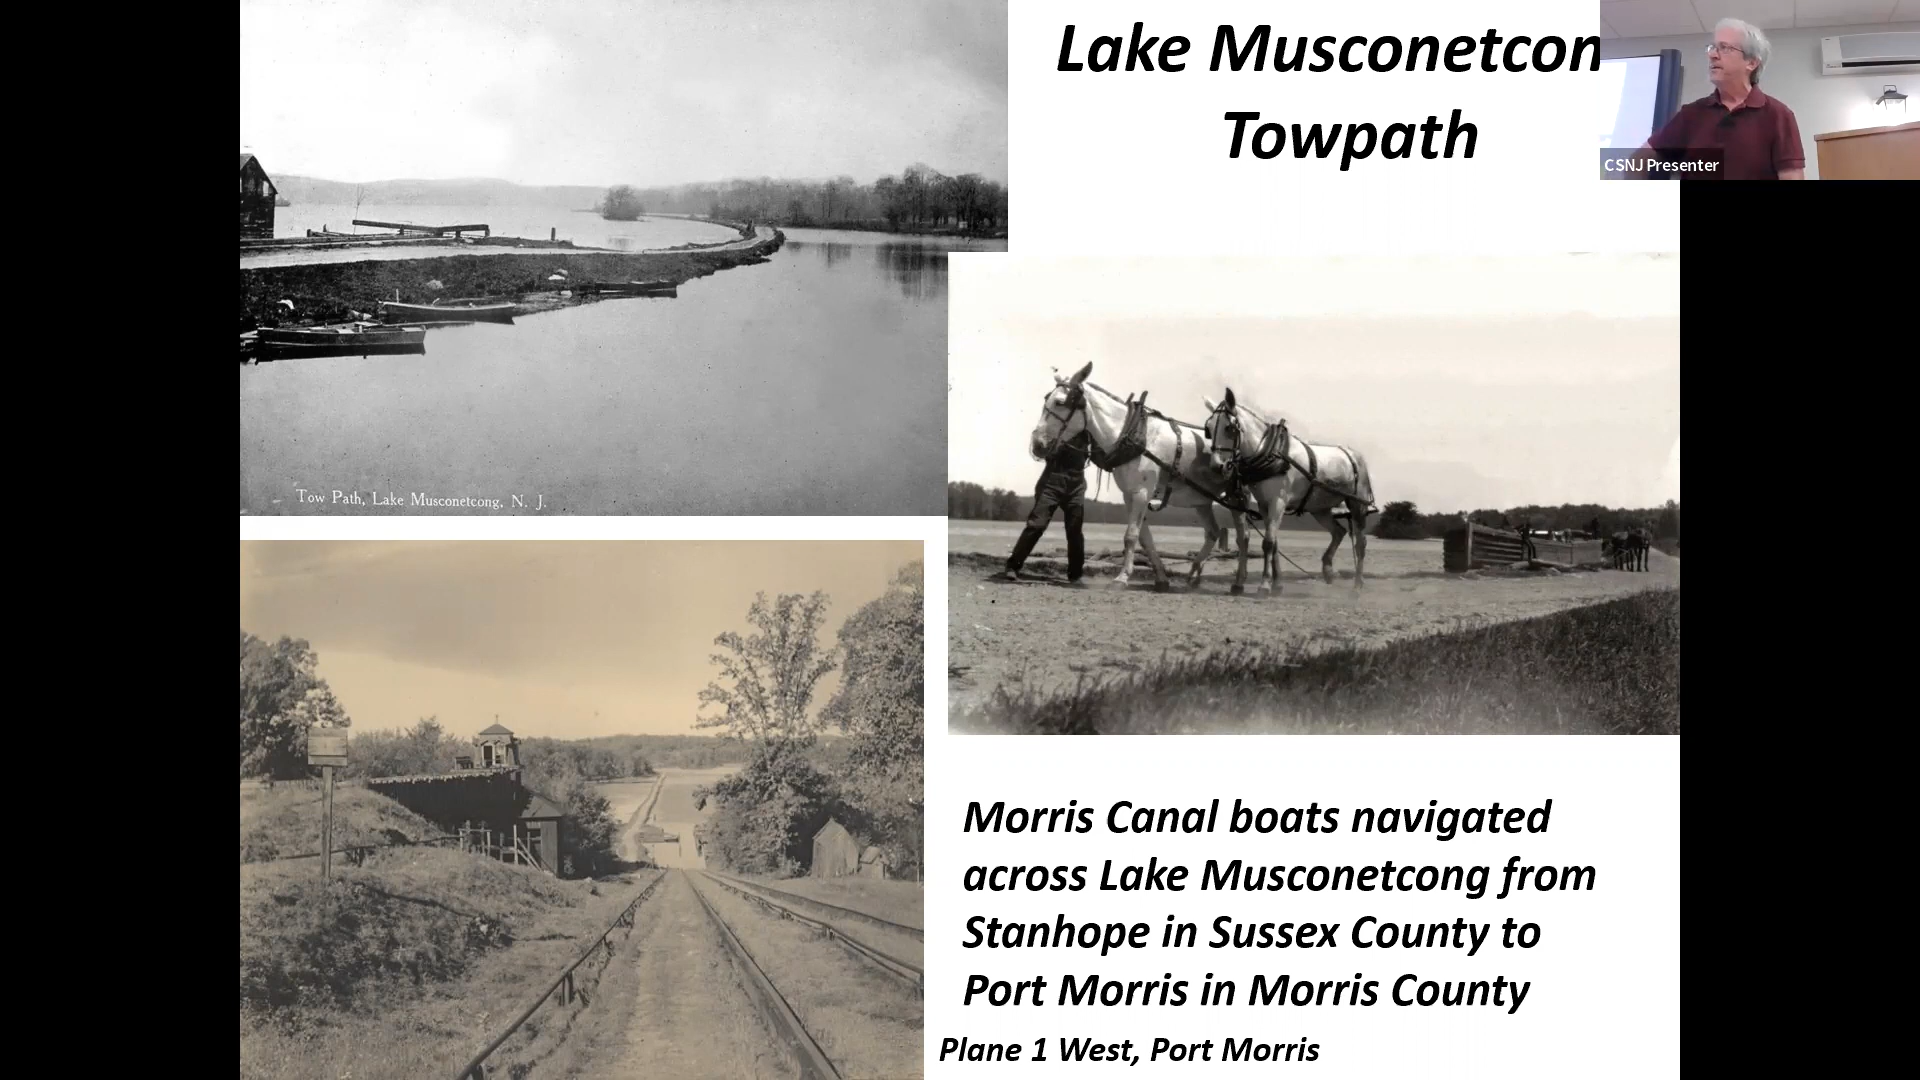 Lake Musconetcon
Towpath
CSNJ Presenter
Tow Path, Lake Musconetcong, N. J.
Morris Canal boats navigated
across Lake Musconetcong from
Stanhope in Sussex County to
Port Morris in Morris County
Plane 1 West, Port Morris